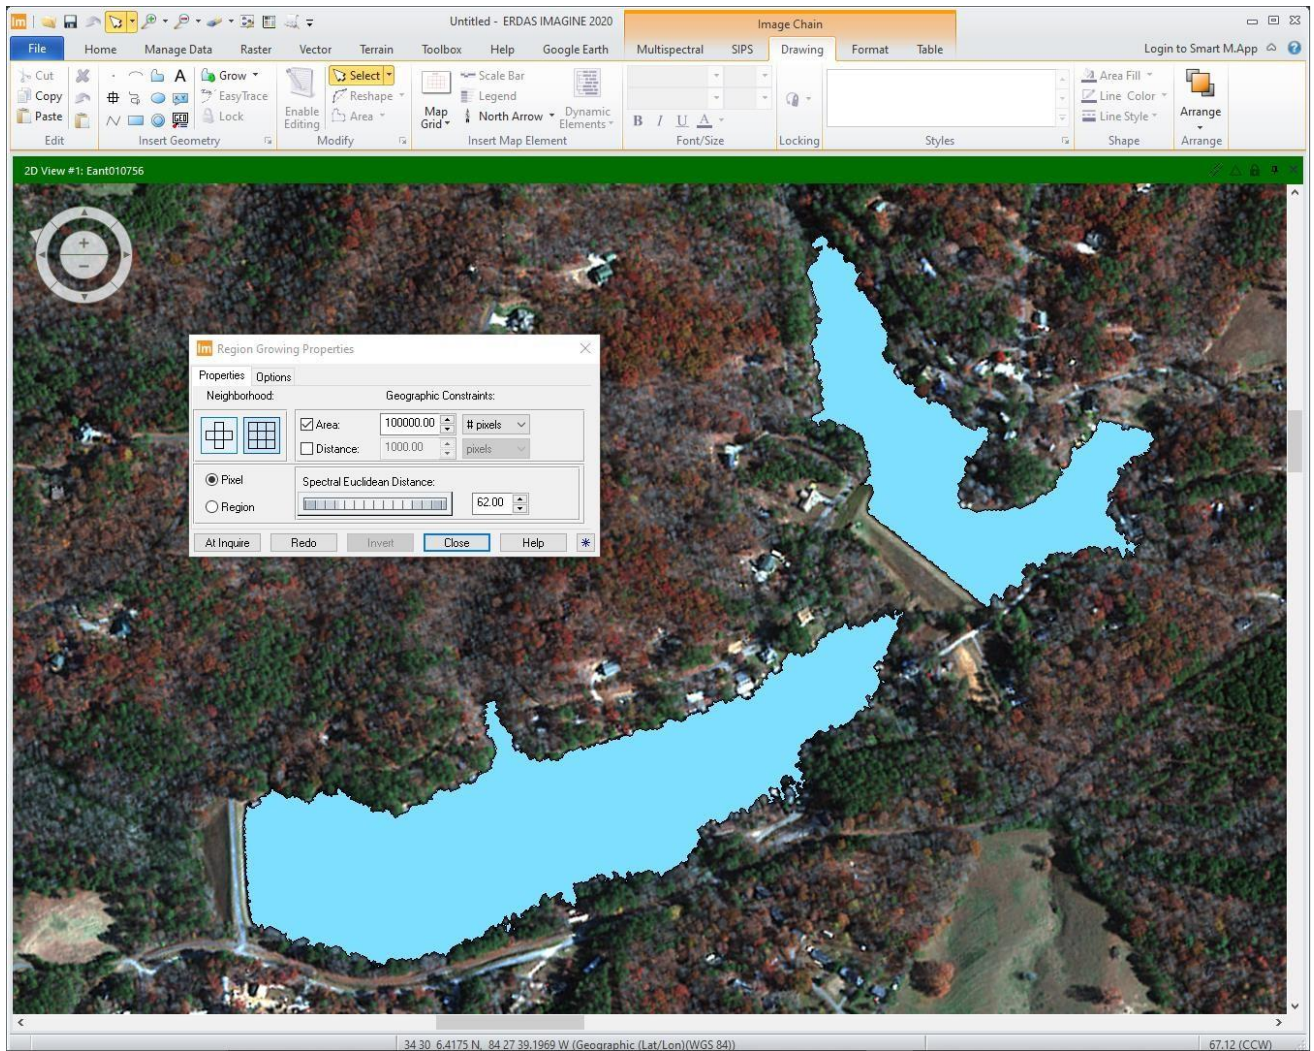 Untitled - ERDAS IMAGINE 2020
Image Chain
File Home Manage Data Raster Vector Terrain Toolbox Help Google Earth Multispectral SIPS Drawing Format Table Login to Smart M.App
Cut Grow Select Scale Bar Area Fill
Copy EasyTrace Reshape Legend Line Color
Paste Lock Enable Editing Area Map Grid North Arrow Dynamic Elements B I U A Line Style Arrange
Edit Insert Geometry Modify Insert Map Element Font/Size Locking Styles Shape Arrange
2D View #1: Eant010756
Im Region Growing Properties
Properties Options
Neighborhood: Geographic Constraints:
Area: 100000.00 # pixels
Distance: 1000.00 pixels
Pixel Spectral Euclidean Distance:
62.00
Region
At Inquire Redo Invert Close Help *
34 30 6.4175 N, 84 27 39.1969 W (Geographic (Lat/Lon)(WGS 84)) 67.12 (CCW)